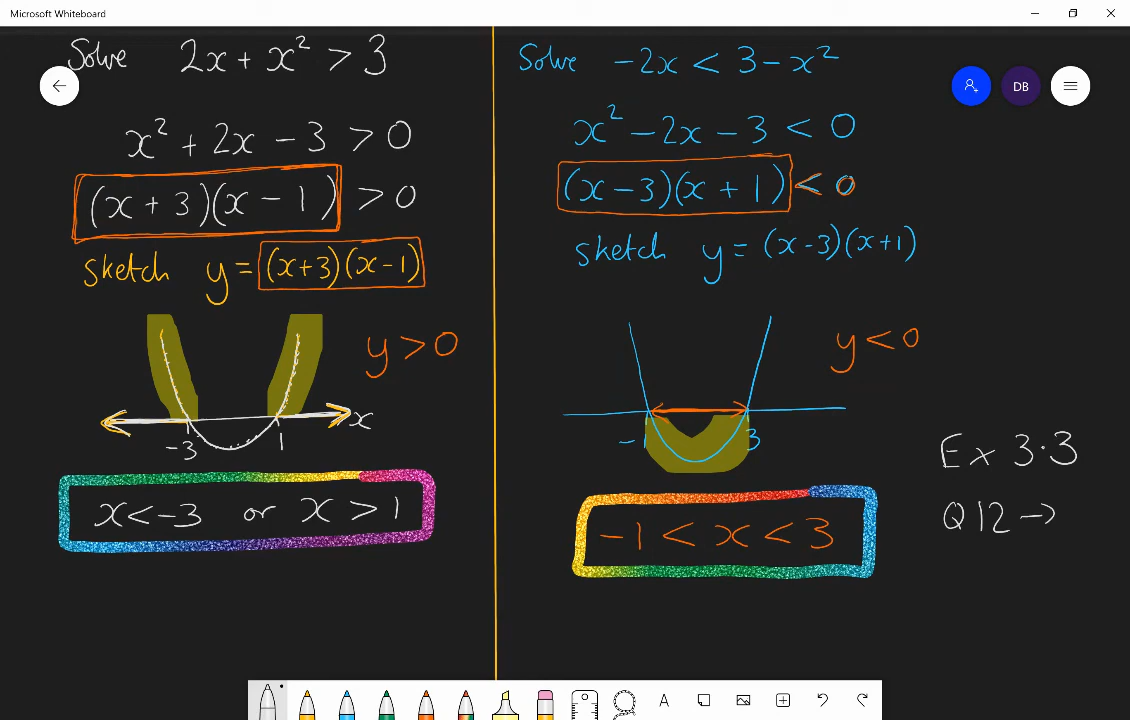 Microsoft Whiteboard
Solve 2x + x² > 3
x² + 2x - 3 > 0
(x + 3)(x - 1) > 0
sketch y = (x+3)(x-1)
y > 0
x
-3
1
x < -3 or x > 1
Solve -2x < 3 - x²
x² - 2x - 3 < 0
(x - 3)(x + 1) < 0
sketch y = (x-3)(x+1)
y < 0
-1
3
-1 < x < 3
DB
Ex 3.3
Q12 →
A